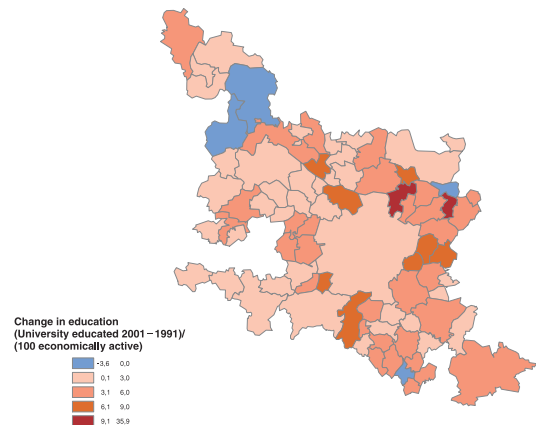 Change in education
(University educated 2001–1991)/
(100 economically active)
-3,6 0,0
0,1 3,0
3,1 6,0
6,1 9,0
9,1 35,9